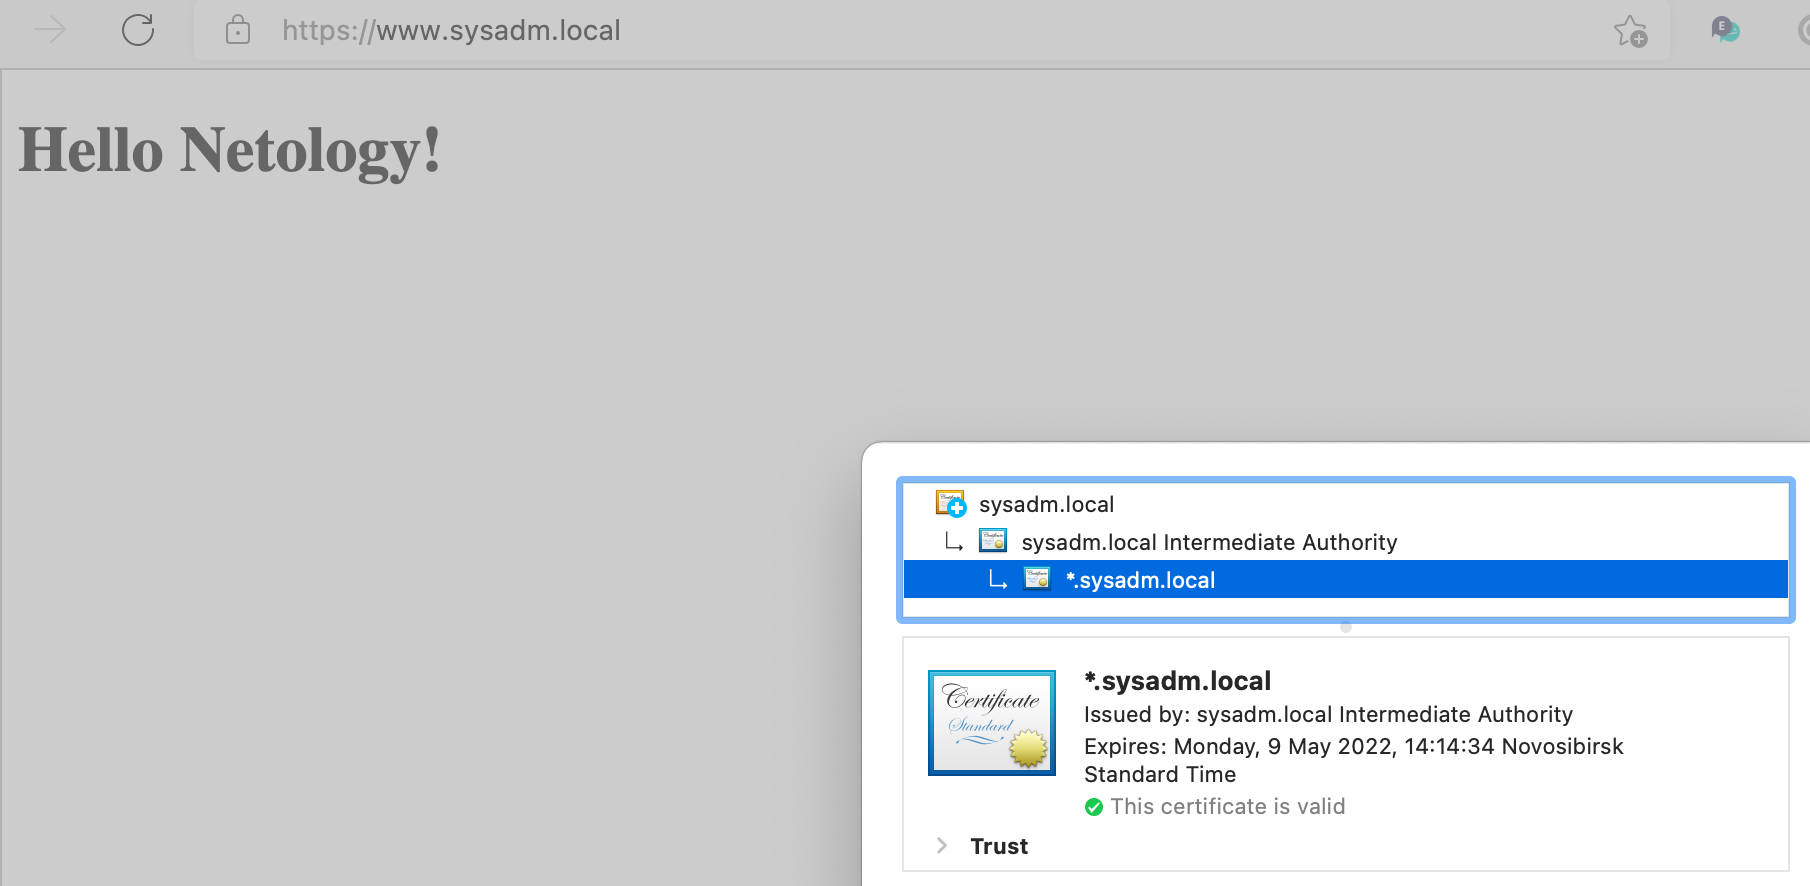 https://www.sysadm.local
E
Hello Netology!
sysadm.local
sysadm.local Intermediate Authority
*.sysadm.local
Certificate
Standard
*.sysadm.local
Issued by: sysadm.local Intermediate Authority
Expires: Monday, 9 May 2022, 14:14:34 Novosibirsk
Standard Time
This certificate is valid
Trust